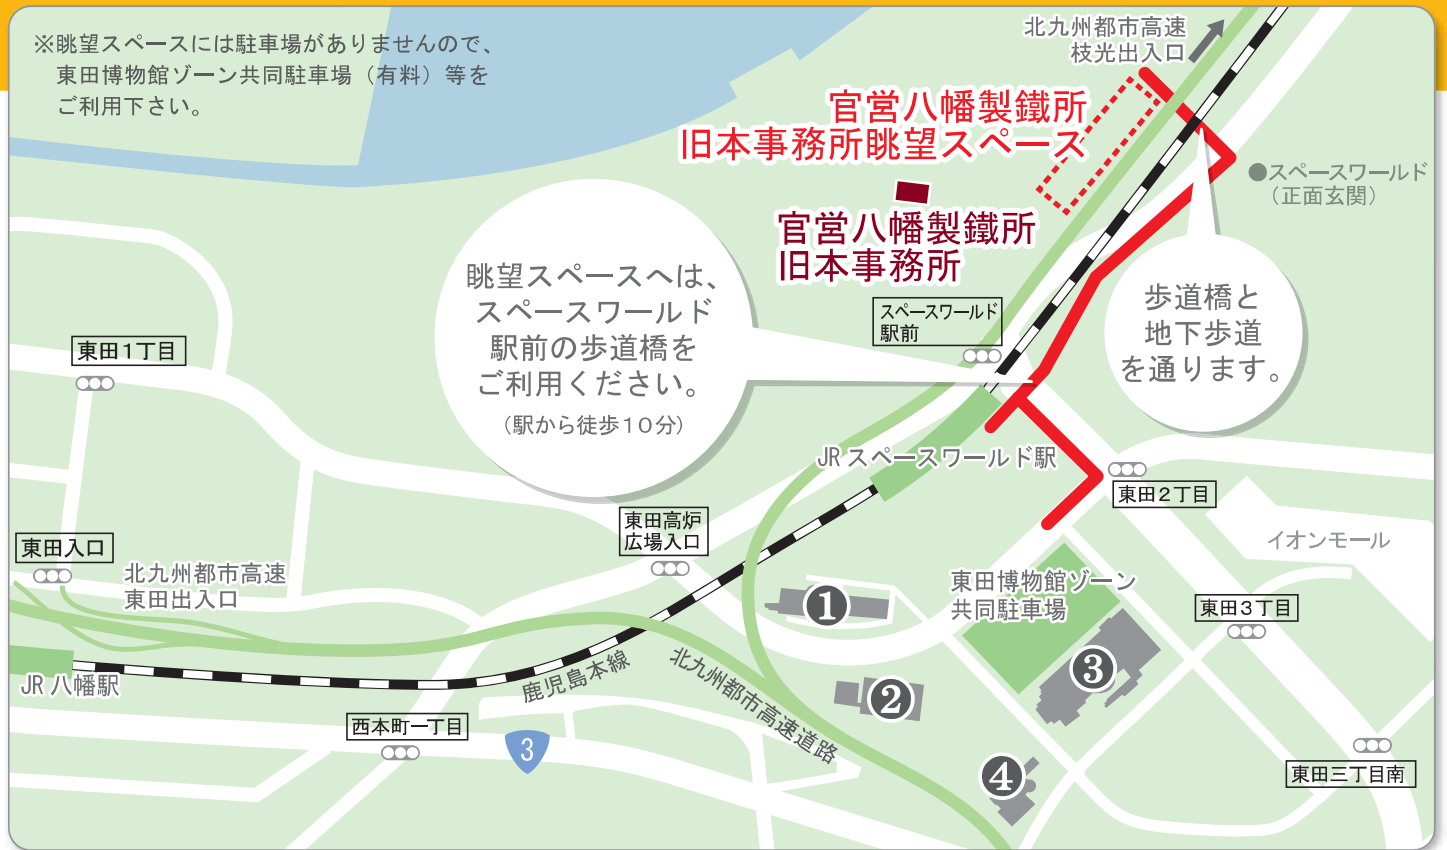 ※眺望スペースには駐車場がありませんので、
東田博物館ゾーン共同駐車場（有料）等を
ご利用下さい。
北九州都市高速
枝光出入口
官営八幡製鐵所
旧本事務所眺望スペース
●スペースワールド
（正面玄関）
官営八幡製鐵所
旧本事務所
眺望スペースへは、
スペースワールド
駅前の歩道橋を
ご利用ください。
（駅から徒歩10分）
歩道橋と
地下歩道
を通ります。
スペースワールド
駅前
東田1丁目
JR スペースワールド駅
東田2丁目
東田高炉
広場入口
イオンモール
東田入口
北九州都市高速
東田出入口
東田博物館ゾーン
共同駐車場
東田3丁目
1
JR 八幡駅
鹿児島本線
北九州都市高速道路
2
3
西本町一丁目
3
4
東田三丁目南